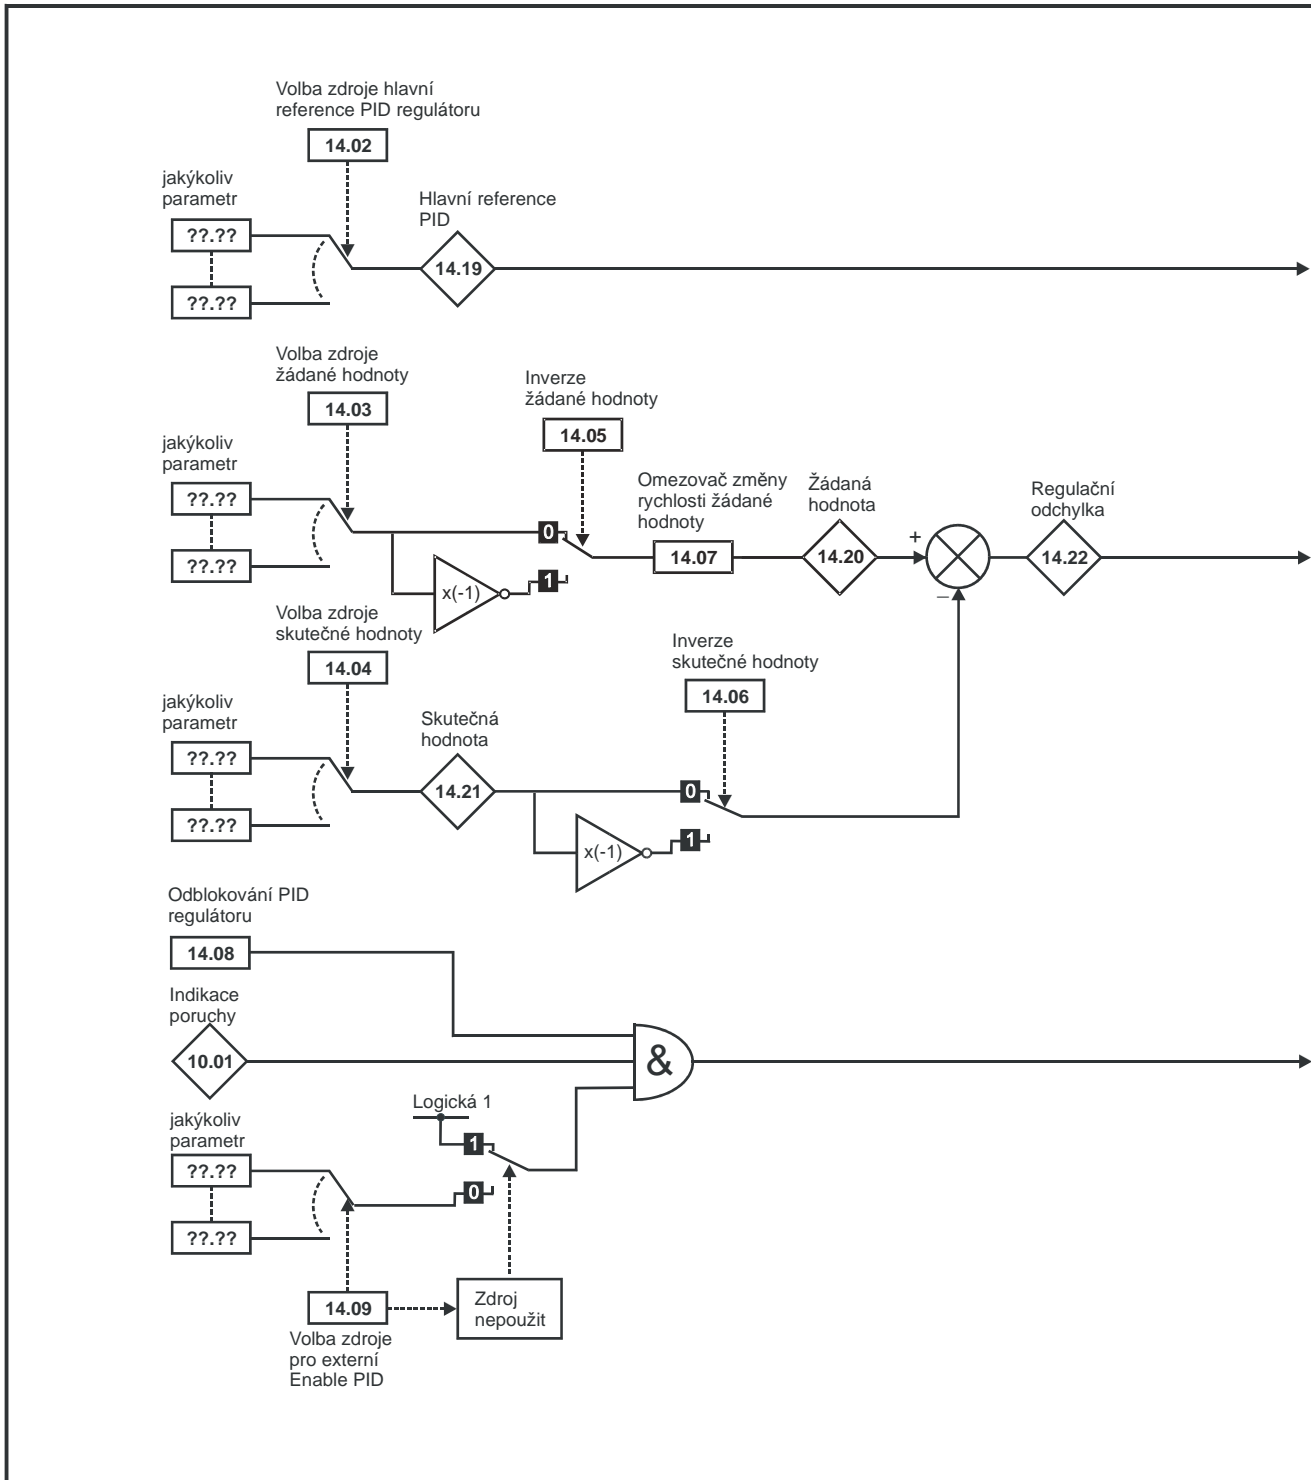 Volba zdroje hlavní
reference PID regulátoru
14.02
jakýkoliv
parametr
??.??
??.??
Hlavní reference
PID
14.19
Volba zdroje
žádané hodnoty
14.03
jakýkoliv
parametr
??.??
??.??
Inverze
žádané hodnoty
14.05
0
1
x(-1)
Omezovač změny
rychlosti žádané
hodnoty
14.07
Žádaná
hodnota
14.20
+
–
Regulační
odchylka
14.22
Volba zdroje
skutečné hodnoty
14.04
jakýkoliv
parametr
??.??
??.??
Skutečná
hodnota
14.21
Inverze
skutečné hodnoty
14.06
0
1
x(-1)
Odblokování PID
regulátoru
14.08
Indikace
poruchy
10.01
&
jakýkoliv
parametr
??.??
??.??
Logická 1
1
0
14.09
Volba zdroje
pro externí
Enable PID
Zdroj
nepoužit